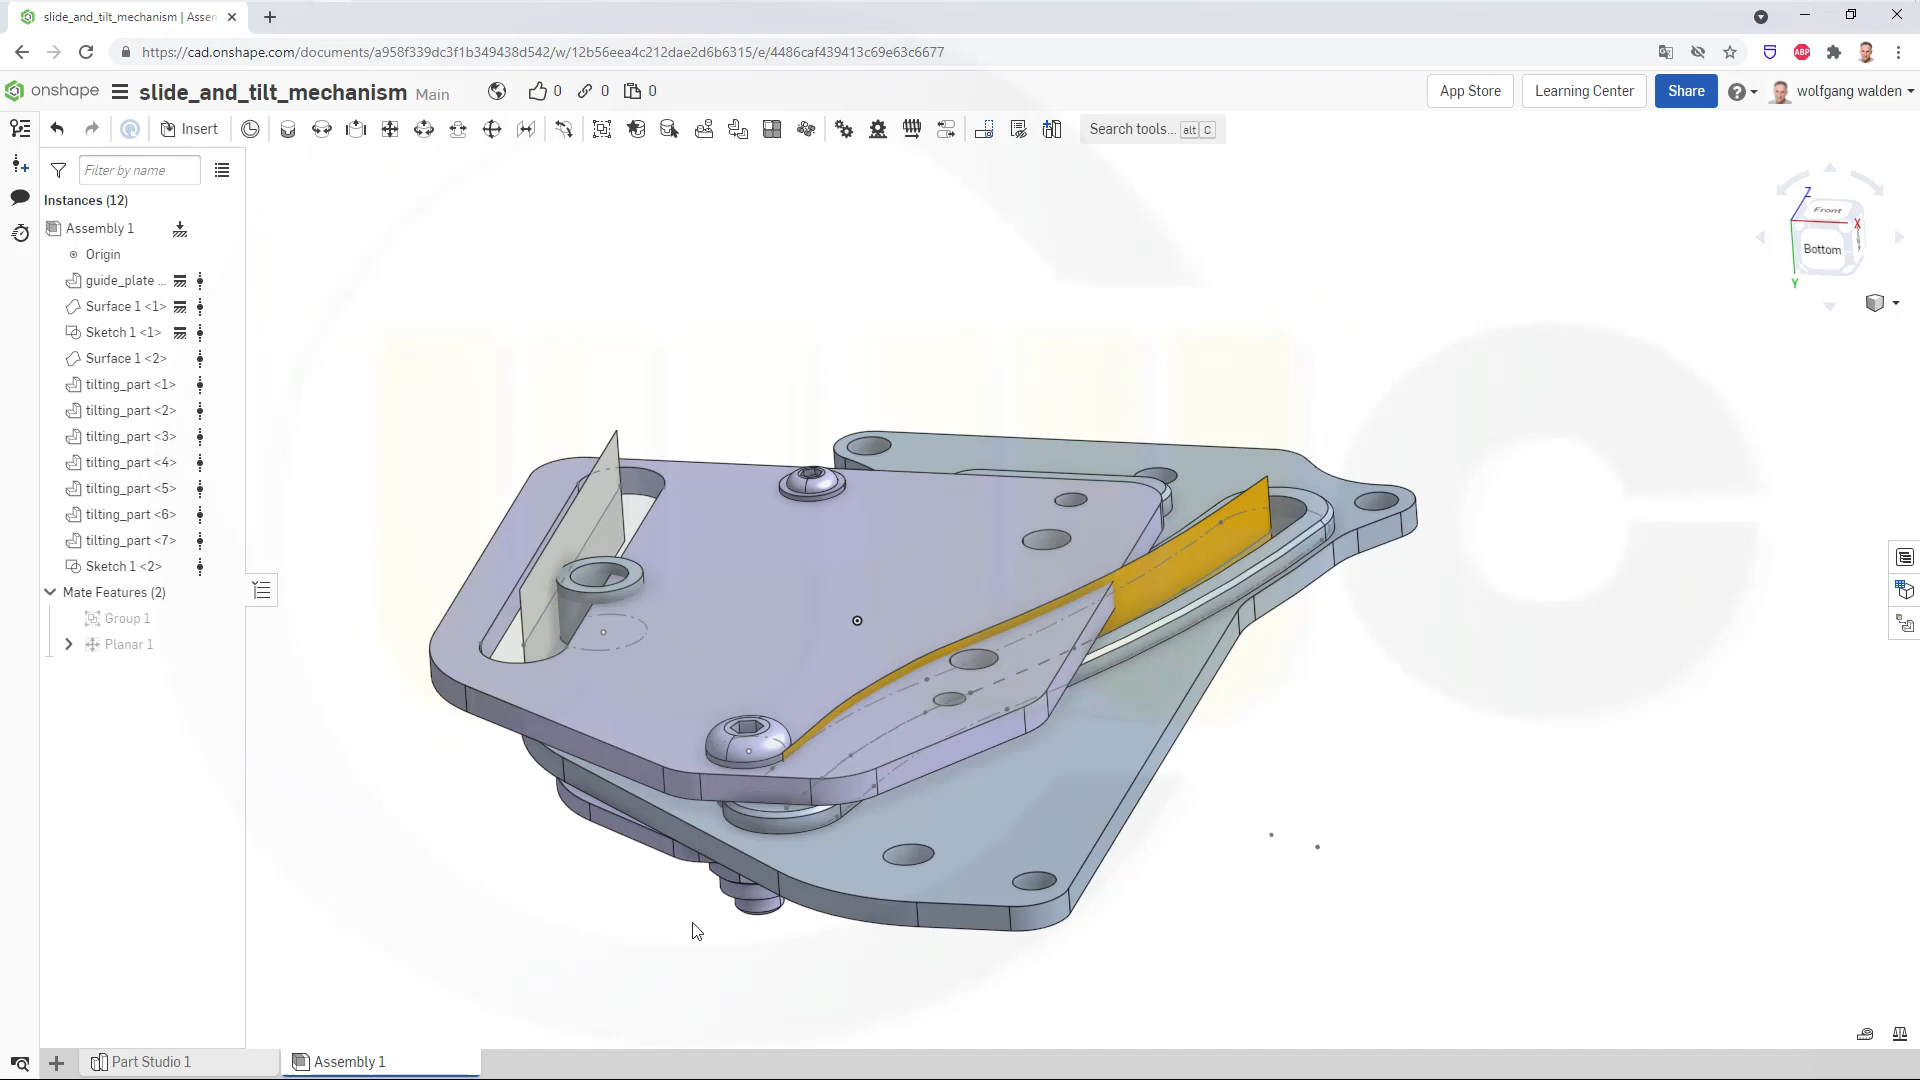 slide_and_tilt_mechanism | Assem
https://cad.onshape.com/documents/a958f339dc3f1b349438d542/w/12b56eea4c212dae2d6b6315/e/4486caf439413c69e63c6677
ABP
onshape slide_and_tilt_mechanism Main 0 0 0 App Store Learning Center Share wolfgang walden
Insert Search tools... alt C
Filter by name
Instances (12)
Assembly 1
Origin
guide_plate ...
Surface 1 <1>
Sketch 1 <1>
Surface 1 <2>
tilting_part <1>
tilting_part <2>
tilting_part <3>
tilting_part <4>
tilting_part <5>
tilting_part <6>
tilting_part <7>
Sketch 1 <2>
Mate Features (2)
Group 1
Planar 1
Z
Front
X
Bottom
Y
Part Studio 1 Assembly 1